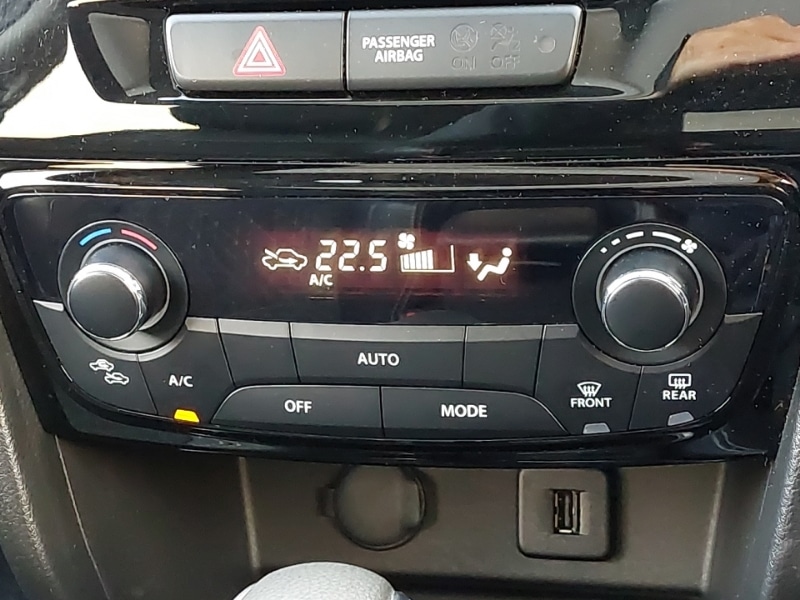 PASSENGER
AIRBAG
ON OFF
22.5
A/C
AUTO
A/C
OFF
MODE
FRONT
REAR